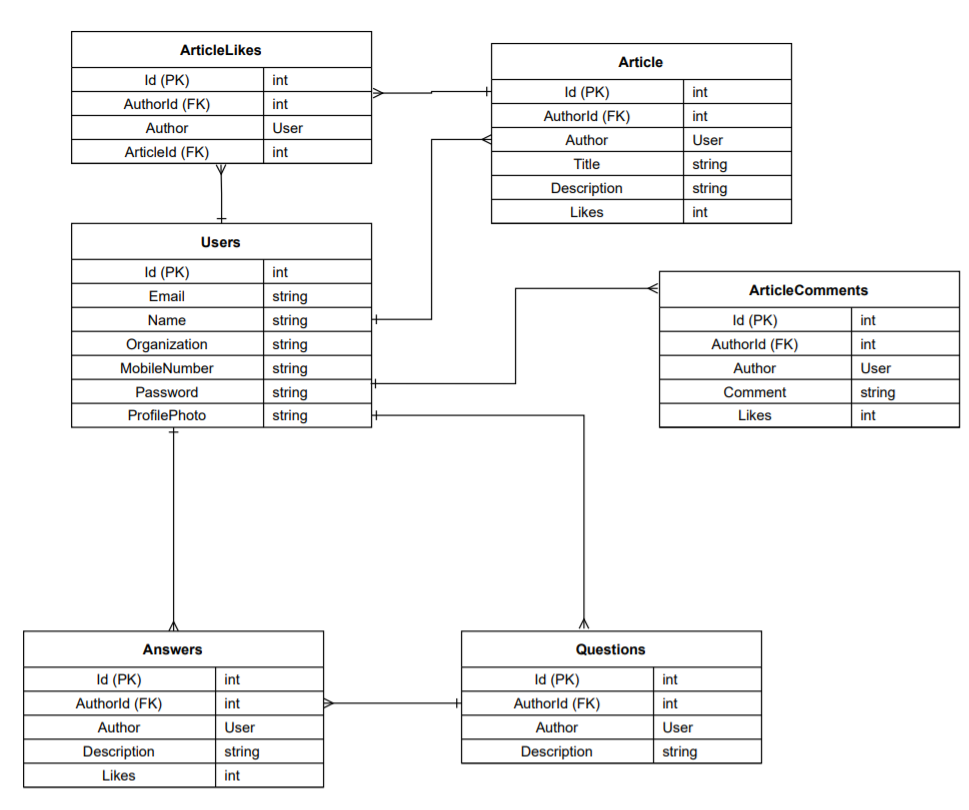 ArticleLikes
Id (PK) int
AuthorId (FK) int
Author User
ArticleId (FK) int
Article
Id (PK) int
AuthorId (FK) int
Author User
Title string
Description string
Likes int
Users
Id (PK) int
Email string
Name string
Organization string
MobileNumber string
Password string
ProfilePhoto string
ArticleComments
Id (PK) int
AuthorId (FK) int
Author User
Comment string
Likes int
Answers
Id (PK) int
AuthorId (FK) int
Author User
Description string
Likes int
Questions
Id (PK) int
AuthorId (FK) int
Author User
Description string